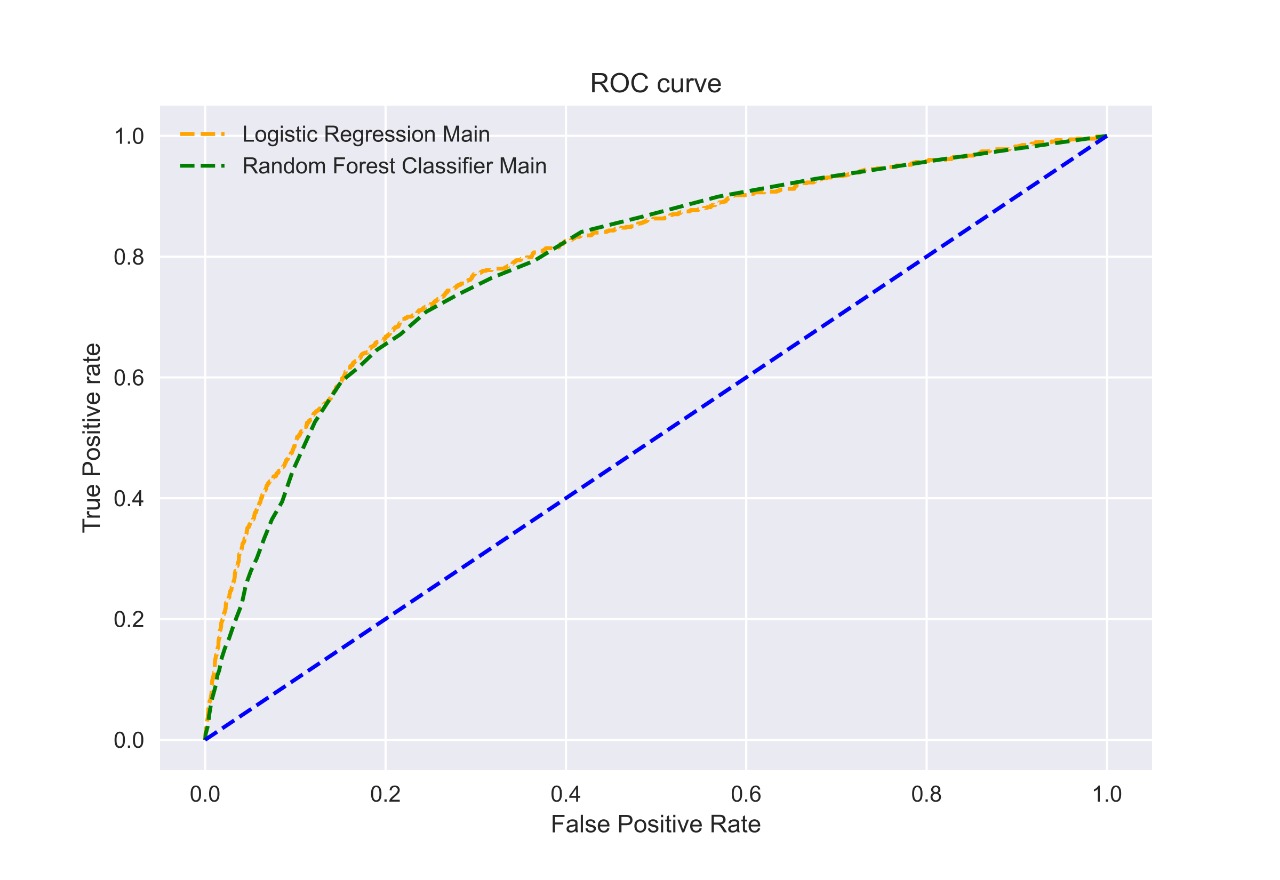 ROC curve
Logistic Regression Main
Random Forest Classifier Main
1.0
0.8
0.6
0.4
0.2
0.0
True Positive rate
0.0 0.2 0.4 0.6 0.8 1.0
False Positive Rate